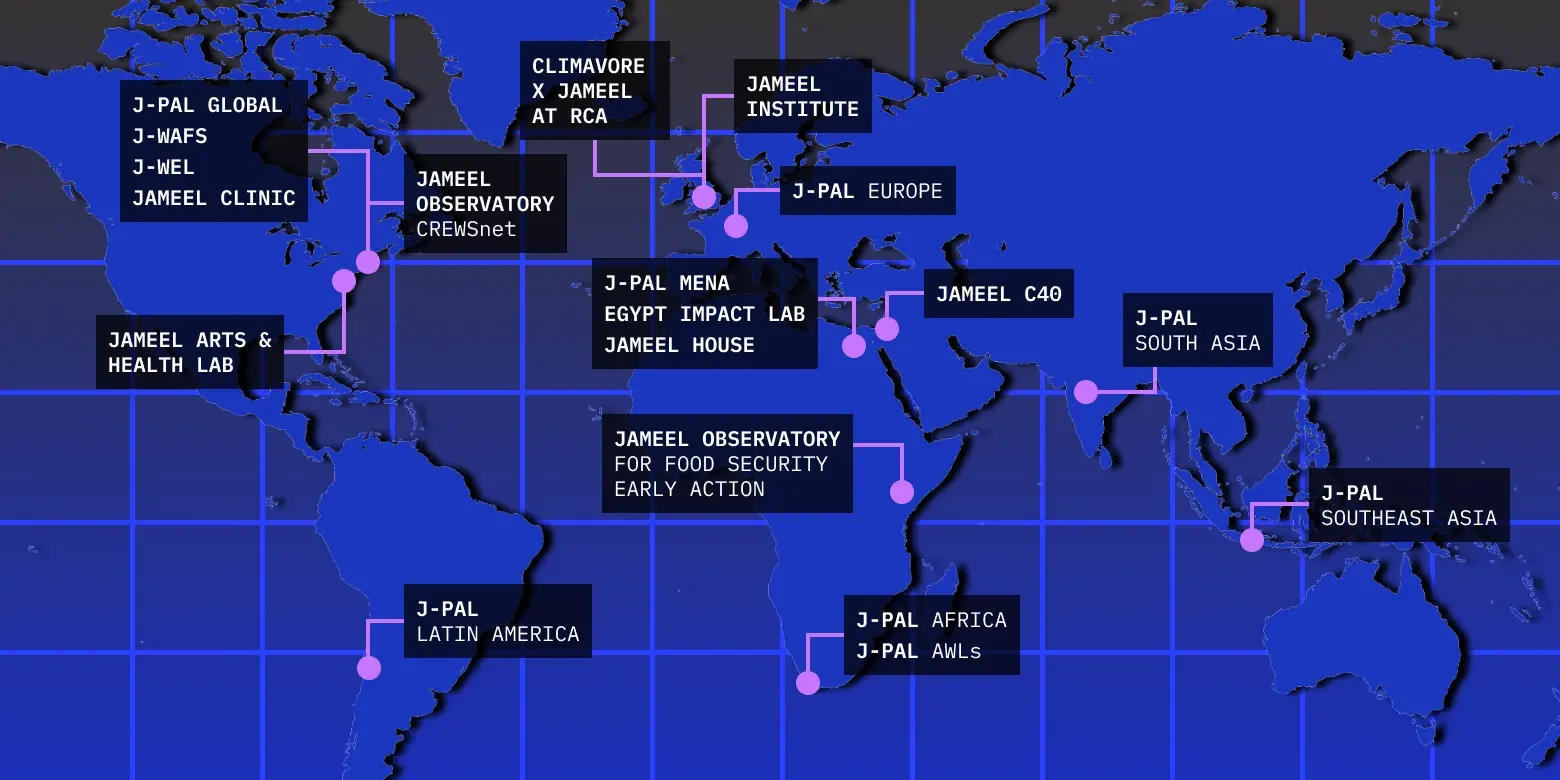 CLIMAVORE
X JAMEEL
AT RCA
JAMEEL
INSTITUTE
J-PAL GLOBAL
J-WAFS
J-WEL
JAMEEL CLINIC
JAMEEL
OBSERVATORY
CREWSnet
J-PAL EUROPE
J-PAL MENA
EGYPT IMPACT LAB
JAMEEL HOUSE
JAMEEL C40
J-PAL
SOUTH ASIA
JAMEEL ARTS &
HEALTH LAB
JAMEEL OBSERVATORY
FOR FOOD SECURITY
EARLY ACTION
J-PAL
SOUTHEAST ASIA
J-PAL
LATIN AMERICA
J-PAL AFRICA
J-PAL AWLs